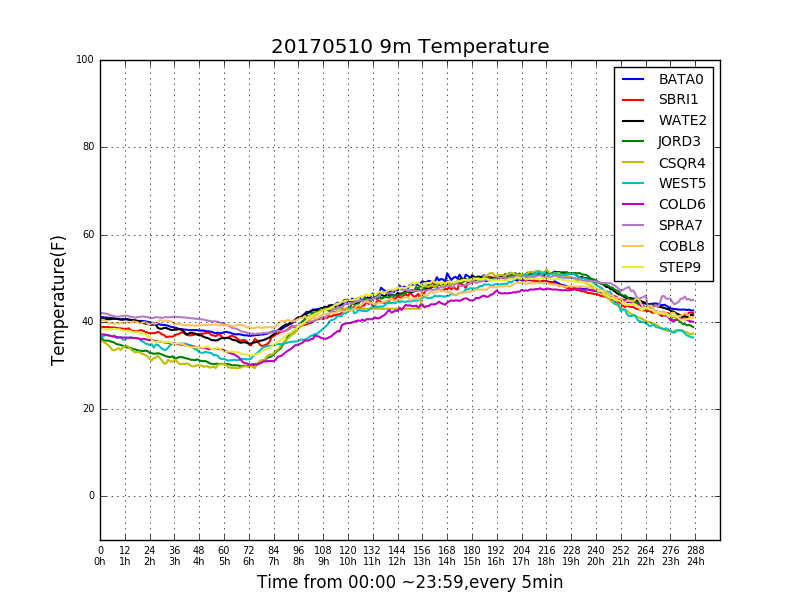 20170510 9m Temperature
100
80
60
40
20
0
Temperature(F)
BATA0
SBRI1
WATE2
JORD3
CSQR4
WEST5
COLD6
SPRA7
COBL8
STEP9
0 12 24 36 48 60 72 84 96 108 120 132 144 156 168 180 192 204 216 228 240 252 264 276 288
0h 1h 2h 3h 4h 5h 6h 7h 8h 9h 10h 11h 12h 13h 14h 15h 16h 17h 18h 19h 20h 21h 22h 23h 24h
Time from 00:00 ~23:59,every 5min